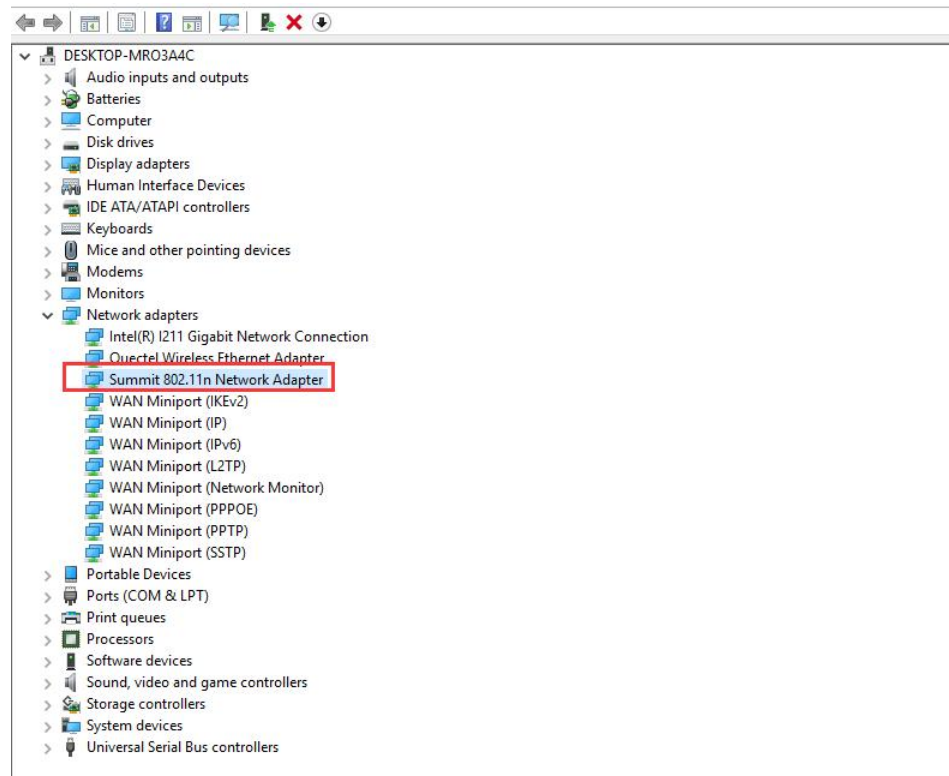 DESKTOP-MRO3A4C
Audio inputs and outputs
Batteries
Computer
Disk drives
Display adapters
Human Interface Devices
IDE ATA/ATAPI controllers
Keyboards
Mice and other pointing devices
Modems
Monitors
Network adapters
Intel(R) I211 Gigabit Network Connection
Quectel Wireless Ethernet Adapter
Summit 802.11n Network Adapter
WAN Miniport (IKEv2)
WAN Miniport (IP)
WAN Miniport (IPv6)
WAN Miniport (L2TP)
WAN Miniport (Network Monitor)
WAN Miniport (PPPOE)
WAN Miniport (PPTP)
WAN Miniport (SSTP)
Portable Devices
Ports (COM & LPT)
Print queues
Processors
Software devices
Sound, video and game controllers
Storage controllers
System devices
Universal Serial Bus controllers